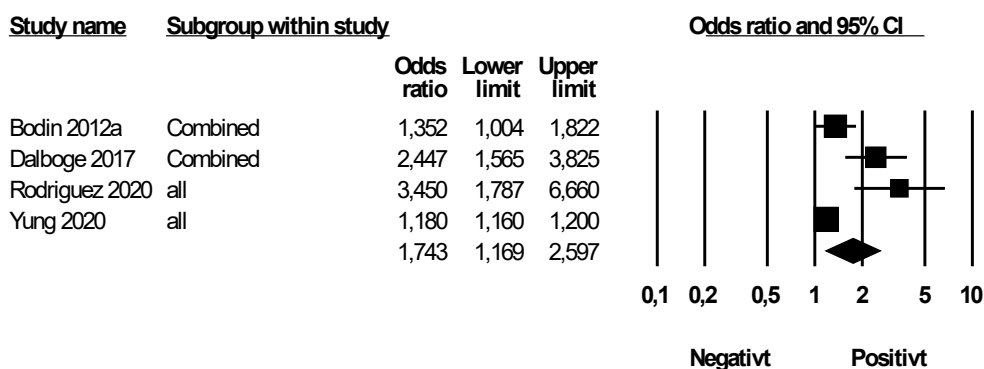 Study name Subgroup within study Odds ratio and 95% CI
Odds Lower Upper
ratio limit limit
Bodin 2012a Combined 1,352 1,004 1,822
Dalboge 2017 Combined 2,447 1,565 3,825
Rodriguez 2020 all 3,450 1,787 6,660
Yung 2020 all 1,180 1,160 1,200
1,743 1,169 2,597
0,1 0,2 0,5 1 2 5 10
Negativt Positivt